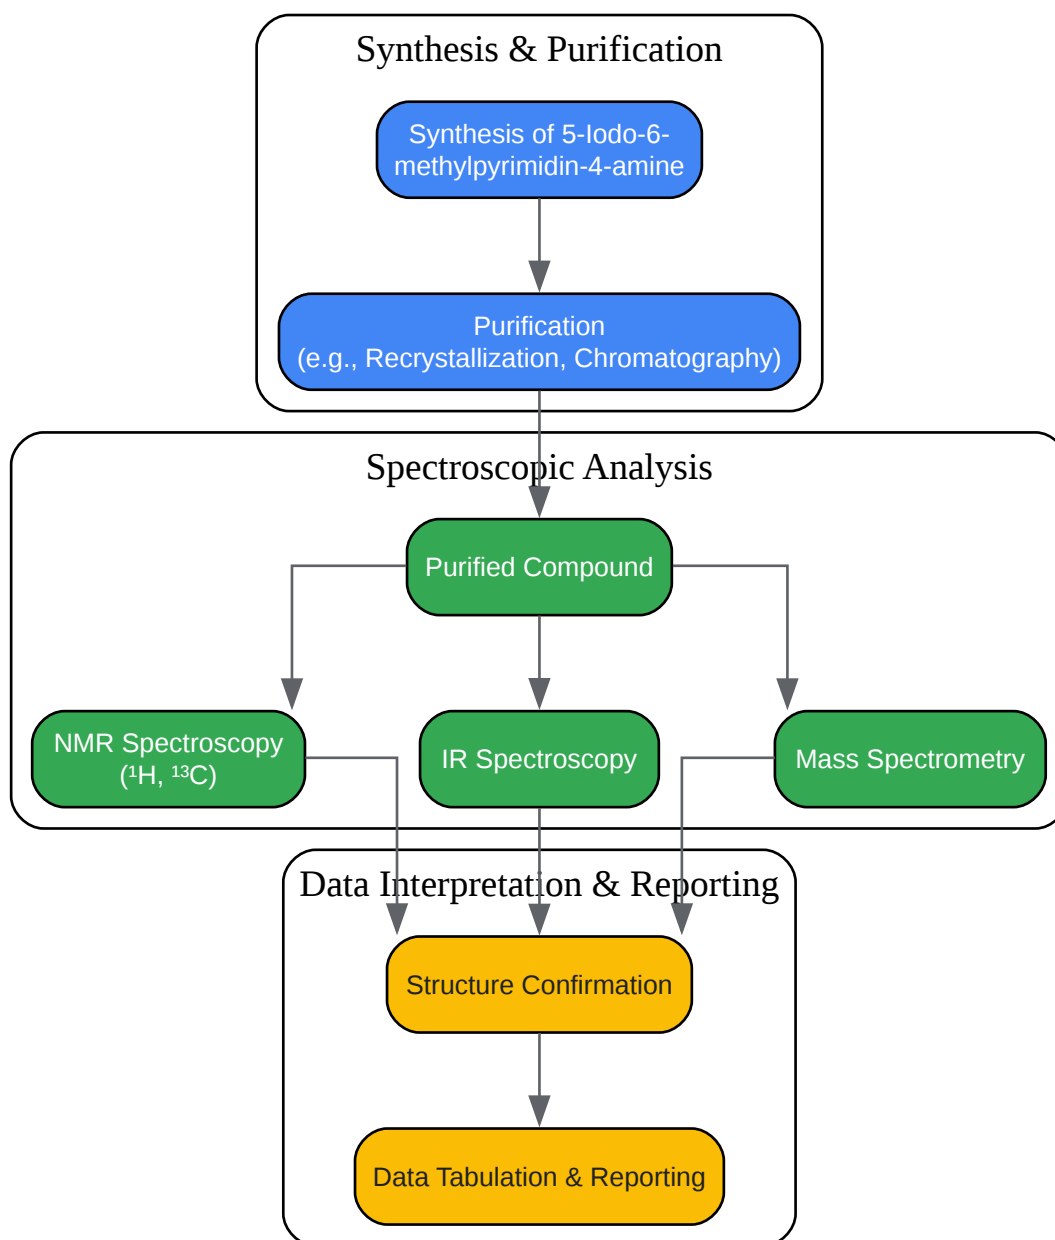 Synthesis & Purification
Synthesis of 5-Iodo-6-
methylpyrimidin-4-amine
Purification
(e.g., Recrystallization, Chromatography)
Spectroscopic Analysis
Purified Compound
NMR Spectroscopy
(¹H, ¹³C)
IR Spectroscopy
Mass Spectrometry
Data Interpretation & Reporting
Structure Confirmation
Data Tabulation & Reporting